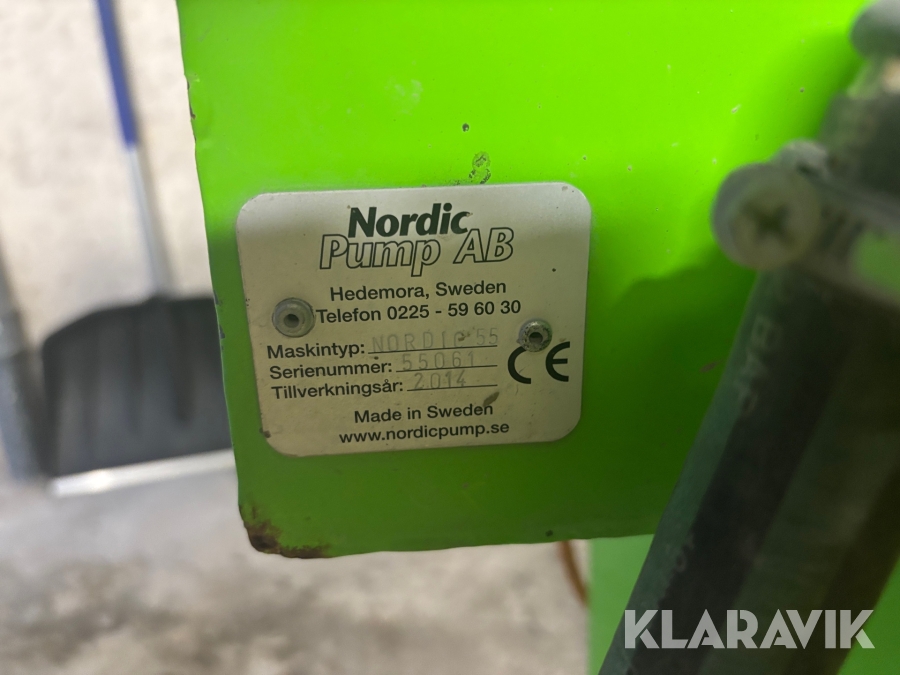 Nordic
Pump AB
Hedemora, Sweden
Telefon 0225 - 59 60 30
Maskintyp: NORDIC 55
Serienummer: 55061
Tillverkningsår: 2014
CE
Made in Sweden
www.nordicpump.se
KLARAVIK